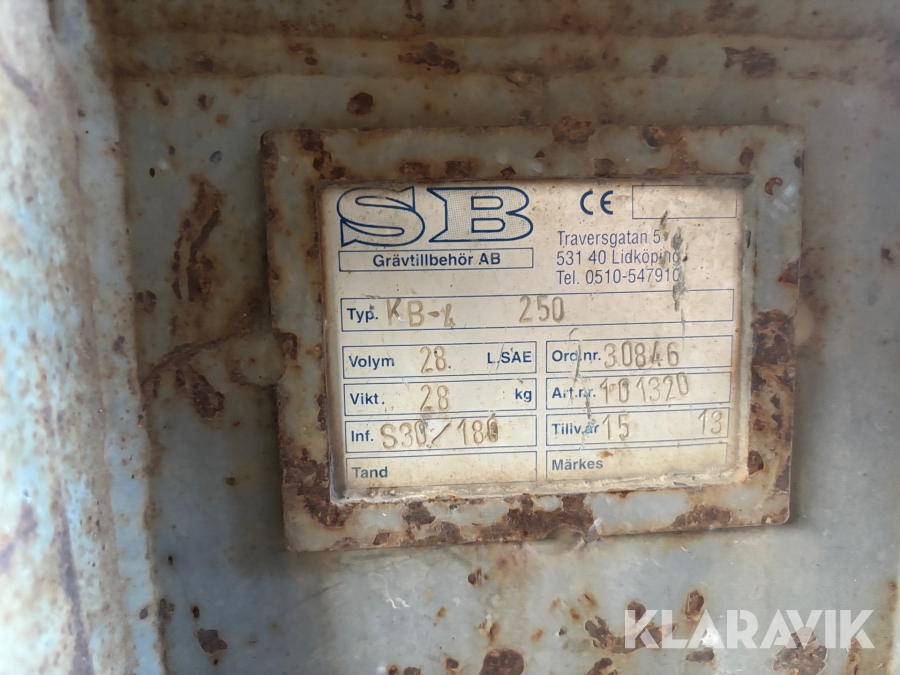 SB
Grävtillbehör AB
CE
Traversgatan 5
531 40 Lidköping
Tel. 0510-547910
Typ. KB-4 250
Volym 28. L.SAE
Ord.nr. 30846
Vikt. 28 kg
Art.nr. 101320
Inf. S30/180
Tillv.år 15 13
Tand
Märkes
KLARAVIK